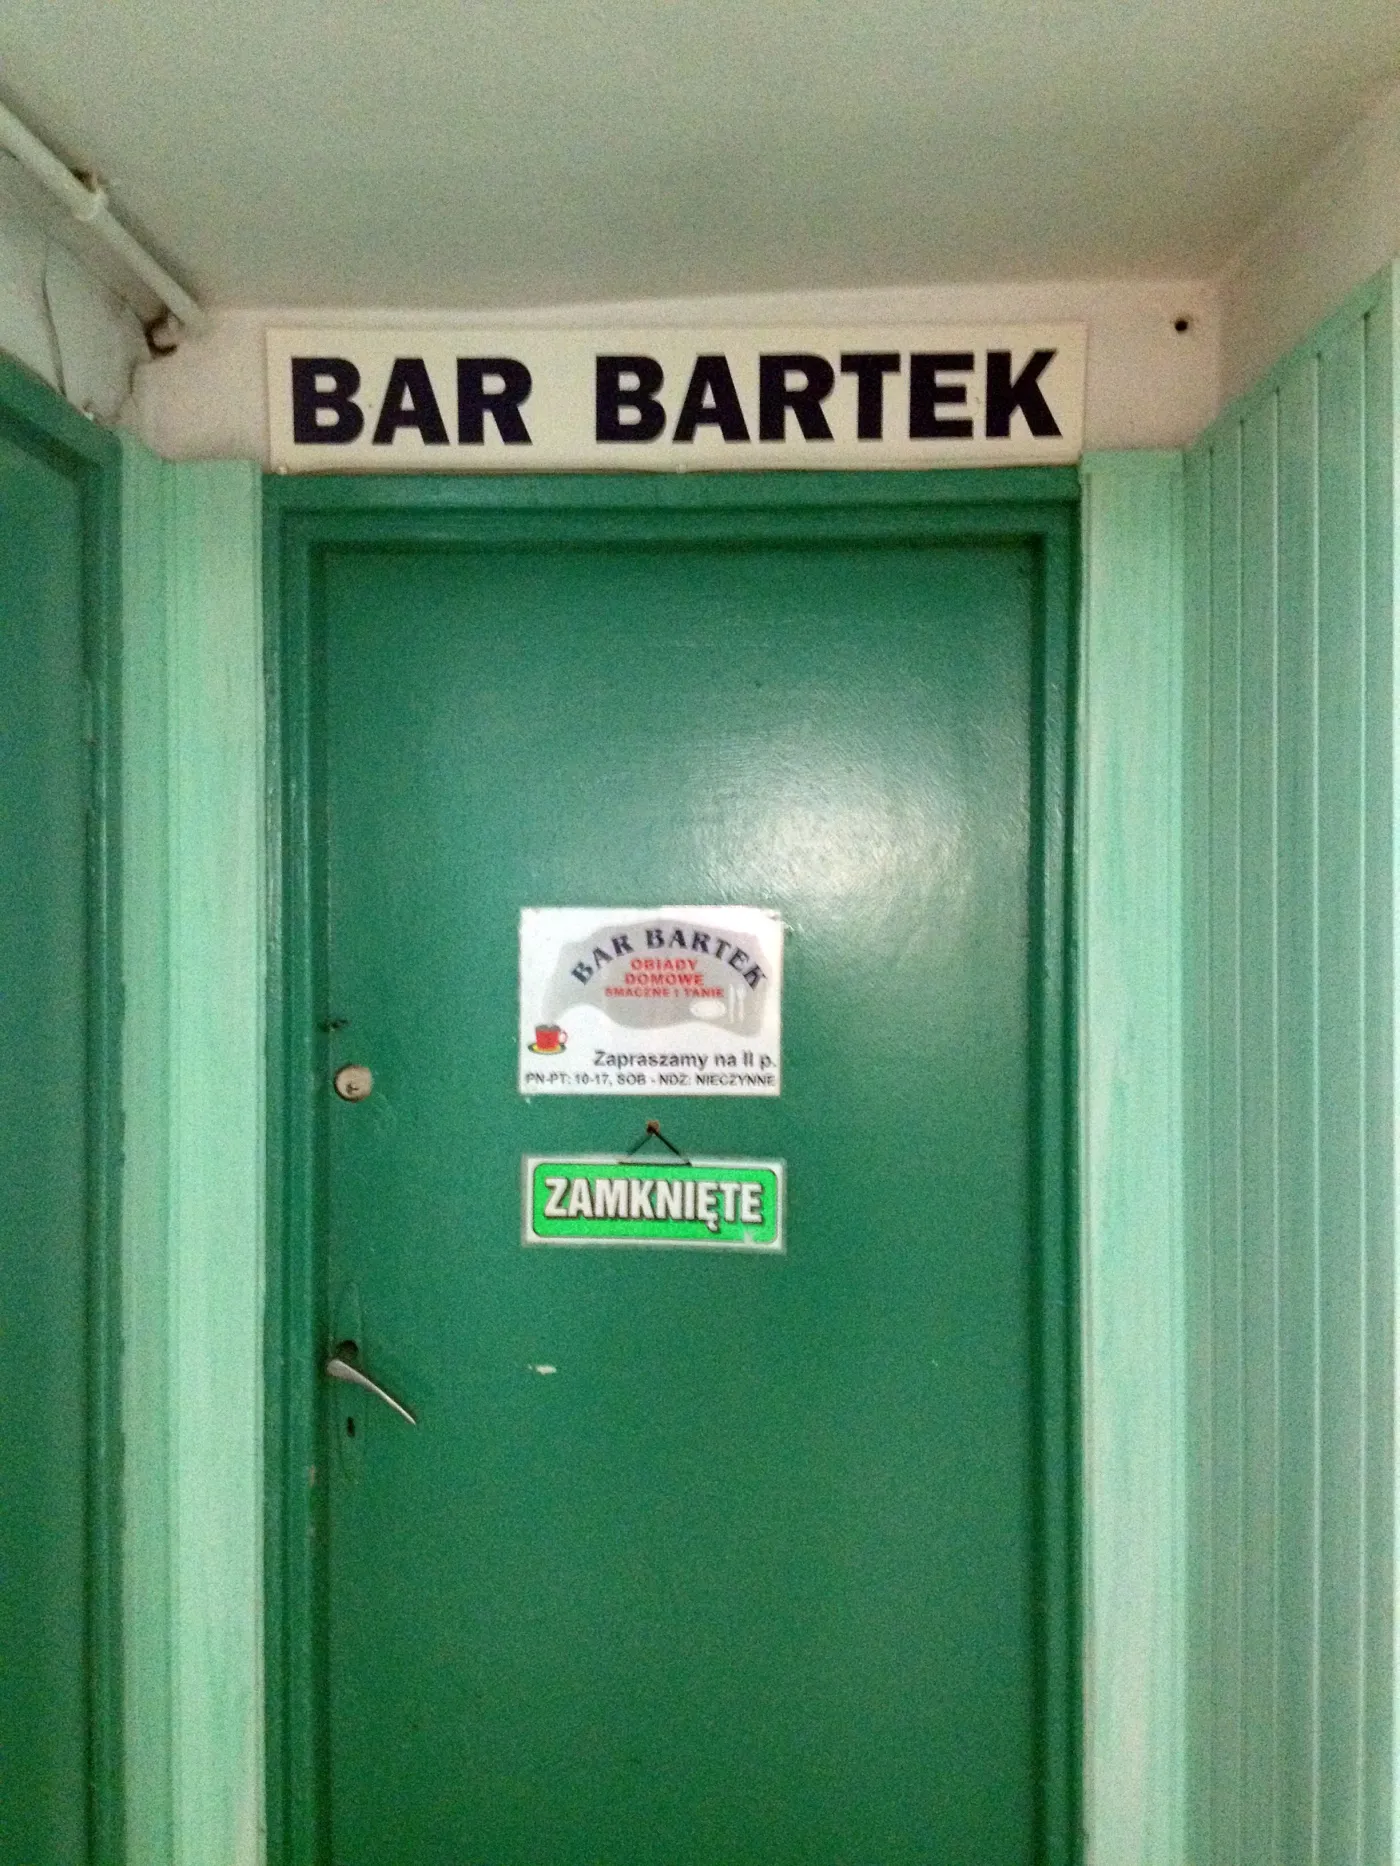 BAR BARTEK
BAR BARTEK
OBIADY
DOMOWE
SMACZNE I TANIE
Zapraszamy na II p.
PN-PT: 10-17, SOB - NDZ: NIECZYNNE
ZAMKNIĘTE